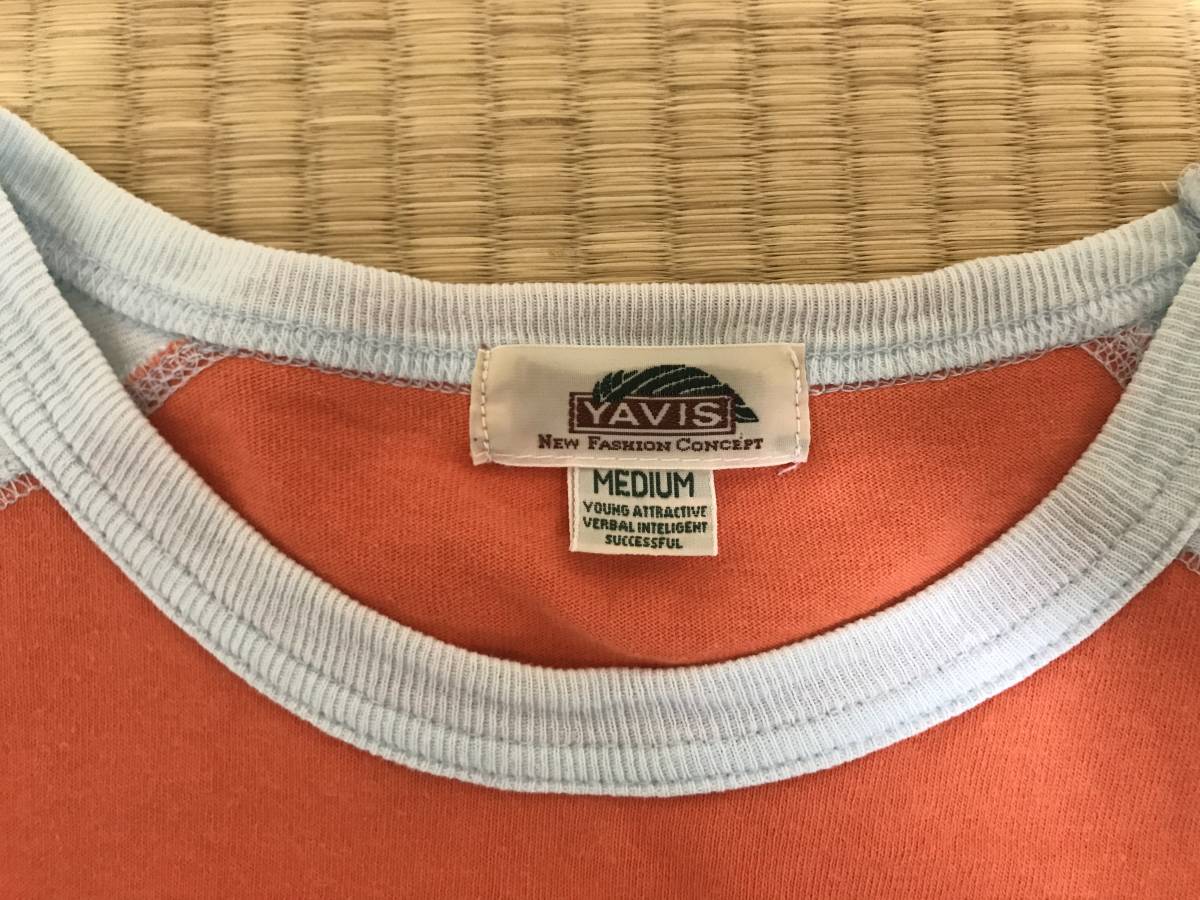 YAVIS
NEW FASHION CONCEPT
MEDIUM
YOUNG ATTRACTIVE
VERBAL INTELIGENT
SUCCESSFUL